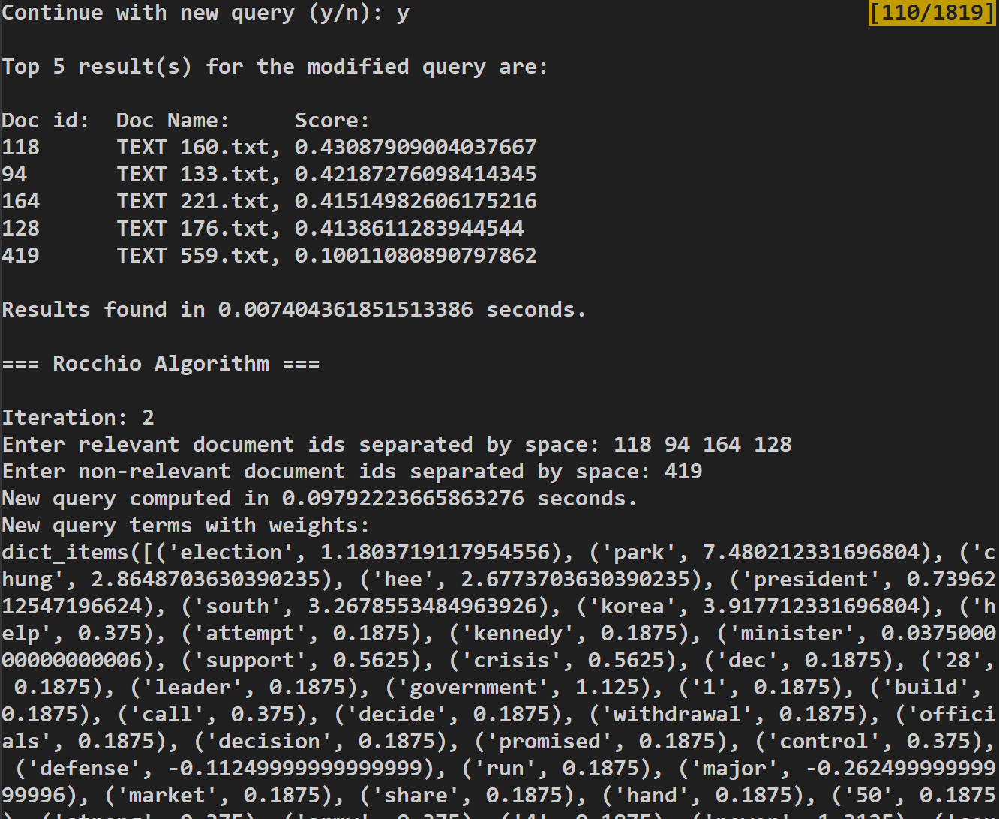 Continue with new query (y/n): y [110/1819]
Top 5 result(s) for the modified query are:
Doc id: Doc Name: Score:
118 TEXT 160.txt, 0.43087909004037667
94 TEXT 133.txt, 0.42187276098414345
164 TEXT 221.txt, 0.41514982606175216
128 TEXT 176.txt, 0.4138611283944544
419 TEXT 559.txt, 0.10011080890797862
Results found in 0.007404361851513386 seconds.
=== Rocchio Algorithm ===
Iteration: 2
Enter relevant document ids separated by space: 118 94 164 128
Enter non-relevant document ids separated by space: 419
New query computed in 0.09792223665863276 seconds.
New query terms with weights:
dict_items([('election', 1.1803719117954556), ('park', 7.480212331696804), ('c
hung', 2.8648703630390235), ('hee', 2.6773703630390235), ('president', 0.73962
12547196624), ('south', 3.2678553484963926), ('korea', 3.917712331696804), ('h
elp', 0.375), ('attempt', 0.1875), ('kennedy', 0.1875), ('minister', 0.0375000
00000000006), ('support', 0.5625), ('crisis', 0.5625), ('dec', 0.1875), ('28',
0.1875), ('leader', 0.1875), ('government', 1.125), ('1', 0.1875), ('build',
0.1875), ('call', 0.375), ('decide', 0.1875), ('withdrawal', 0.1875), ('offici
als', 0.1875), ('decision', 0.1875), ('promised', 0.1875), ('control', 0.375),
('defense', -0.11249999999999999), ('run', 0.1875), ('major', -0.262499999999
99996), ('market', 0.1875), ('share', 0.1875), ('hand', 0.1875), ('50', 0.1875